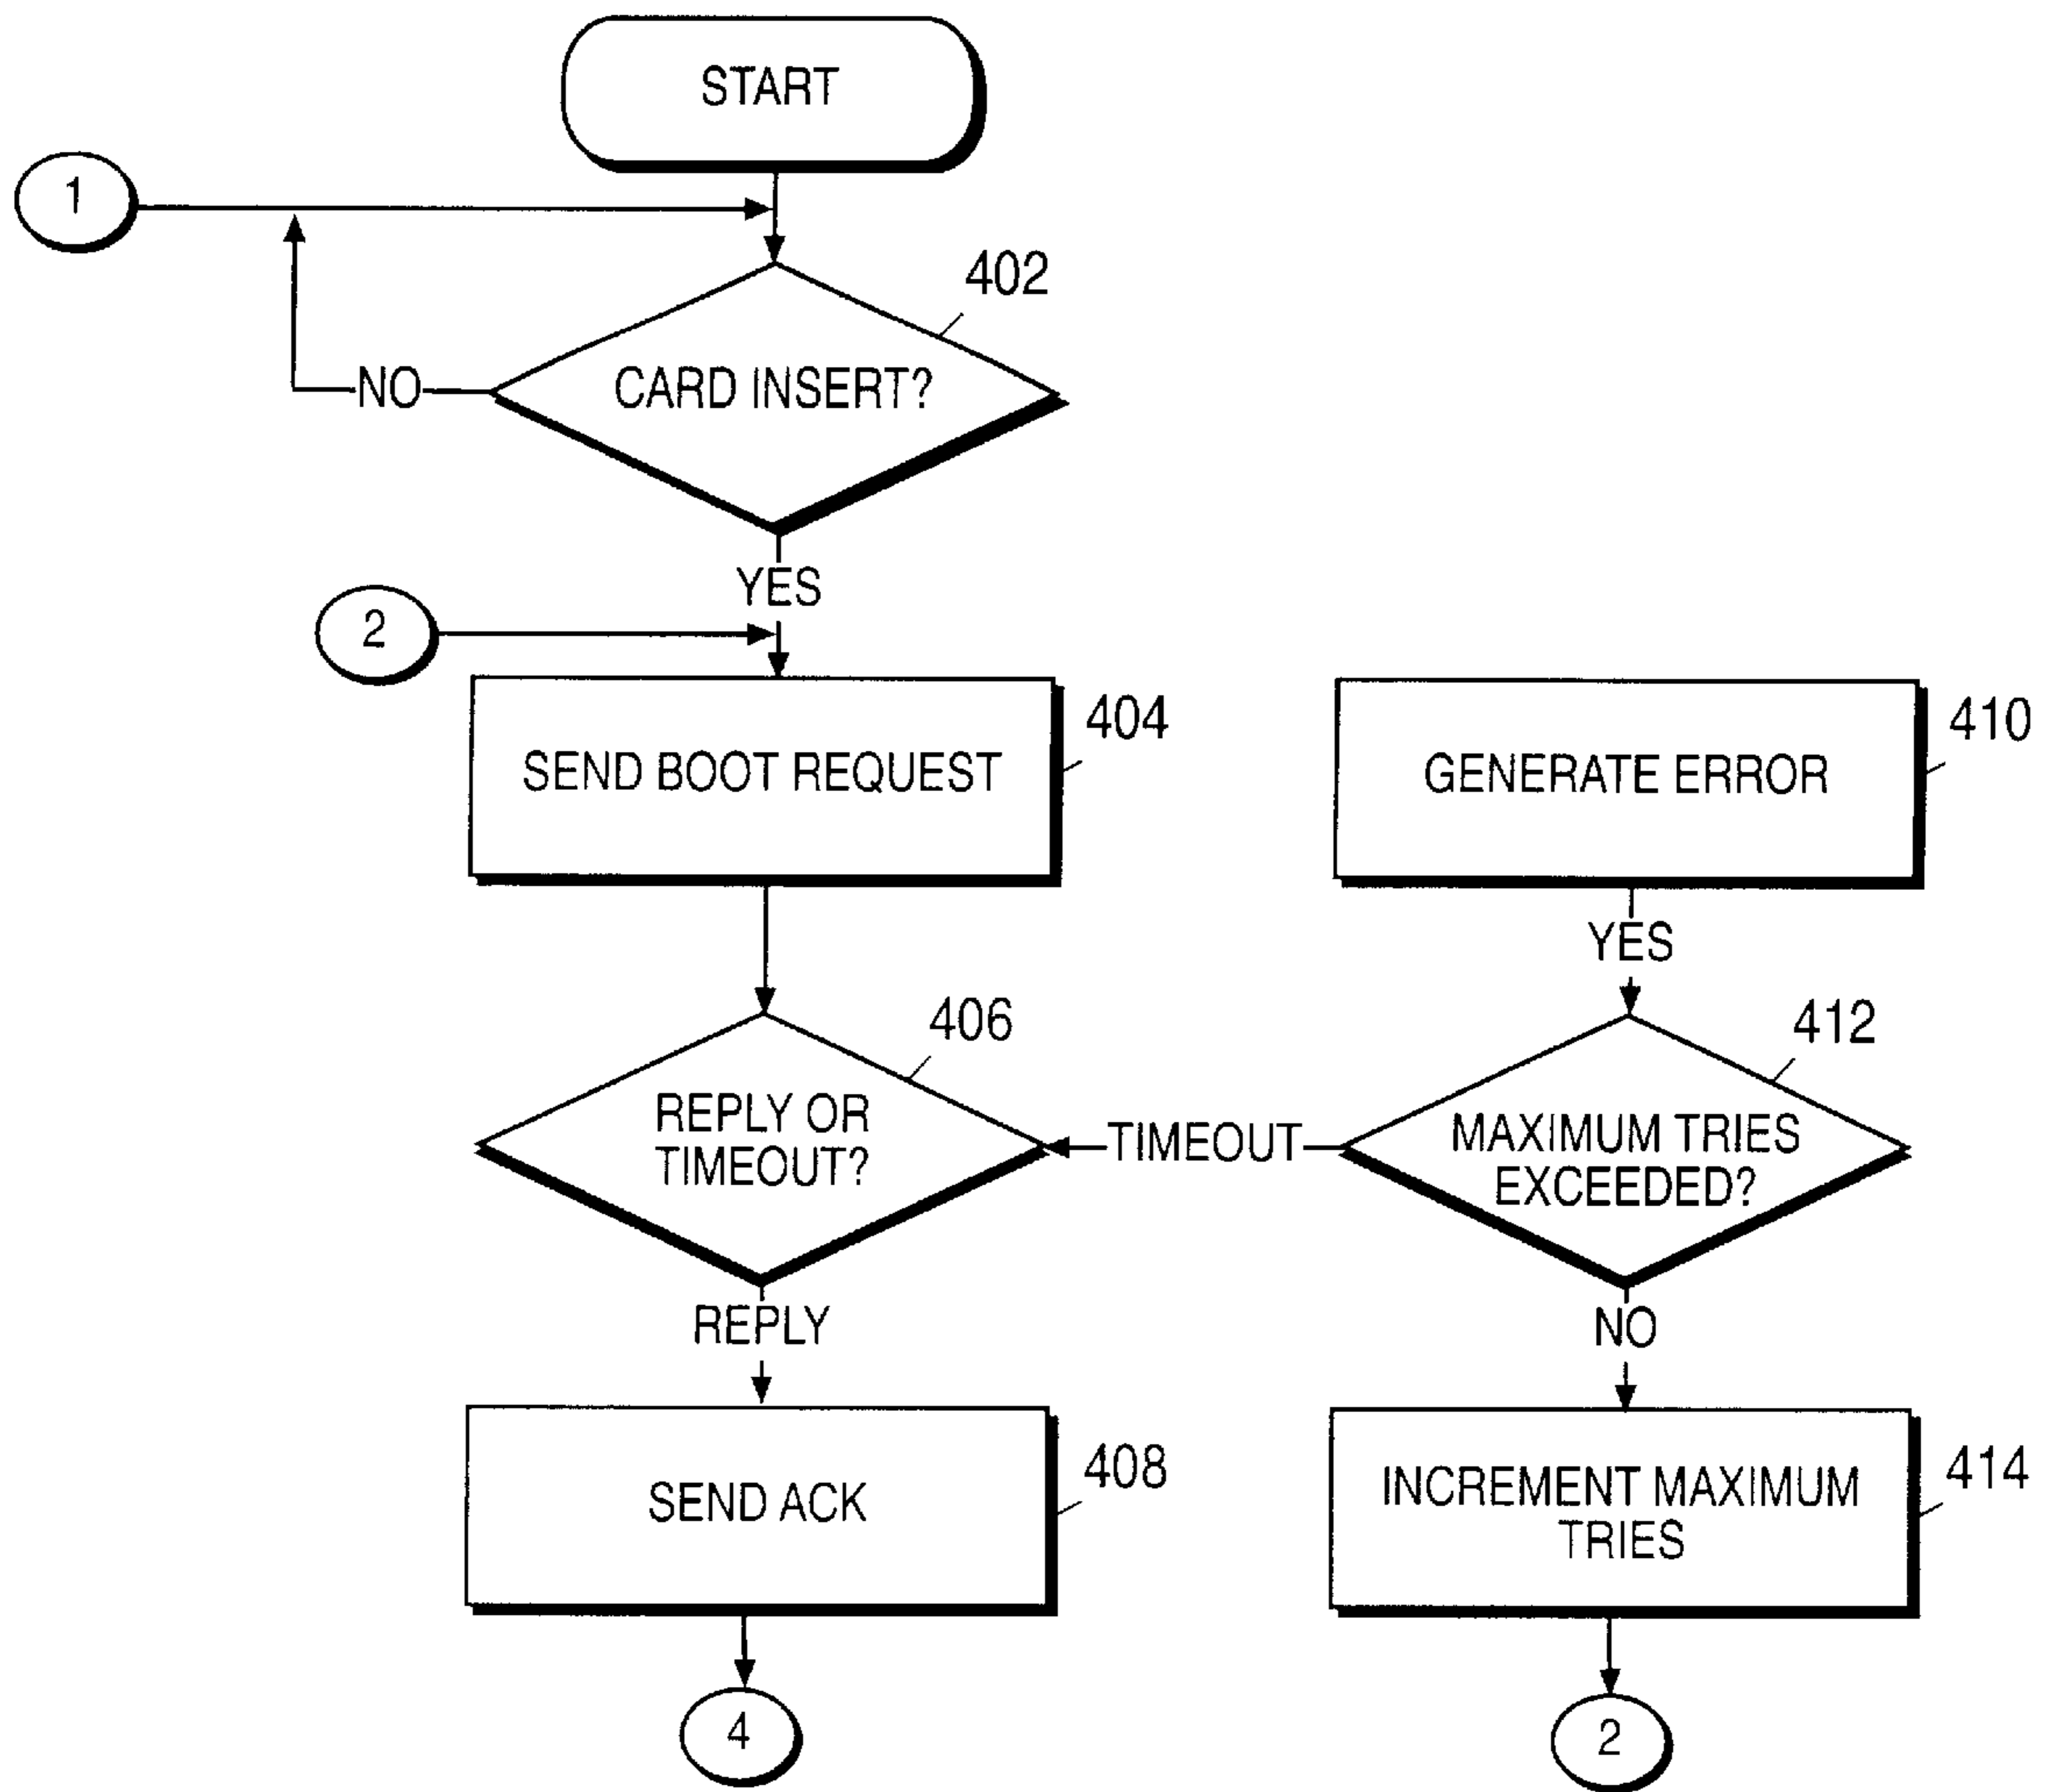 START
1
402
CARD INSERT?
NO
YES
2
404
SEND BOOT REQUEST
410
GENERATE ERROR
YES
406
REPLY OR
TIMEOUT?
TIMEOUT
412
MAXIMUM TRIES
EXCEEDED?
REPLY
NO
408
SEND ACK
414
INCREMENT MAXIMUM
TRIES
4
2